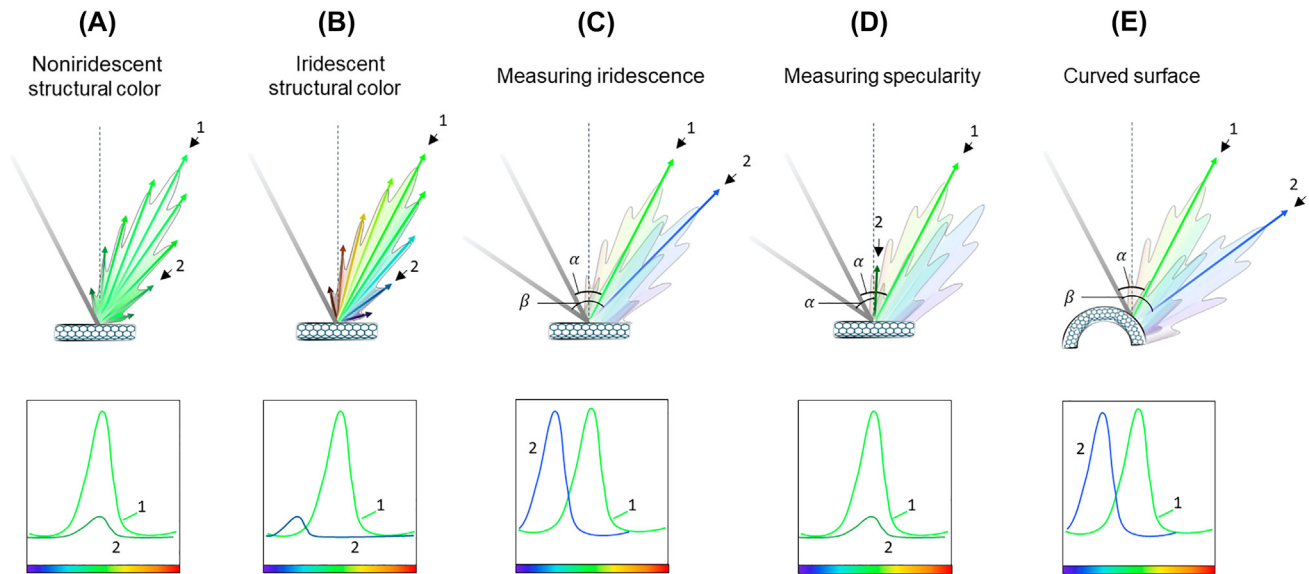 (A)
Noniridescent
structural color
1
2
1
2
(B)
Iridescent
structural color
1
2
1
2
(C)
Measuring iridescence
1
2
α
β
2
1
(D)
Measuring specularity
1
2
α
α
1
2
(E)
Curved surface
1
2
α
β
2
1